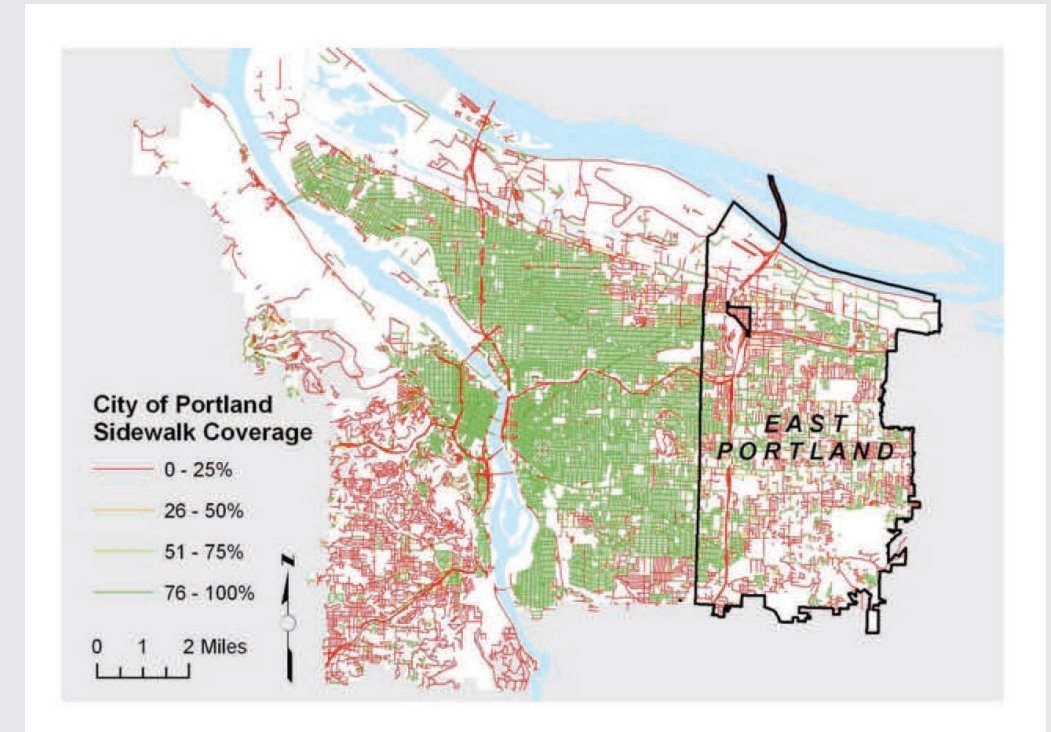 City of Portland
Sidewalk Coverage
0 - 25%
26 - 50%
51 - 75%
76 - 100%
N
0 1 2 Miles
EAST
PORTLAND